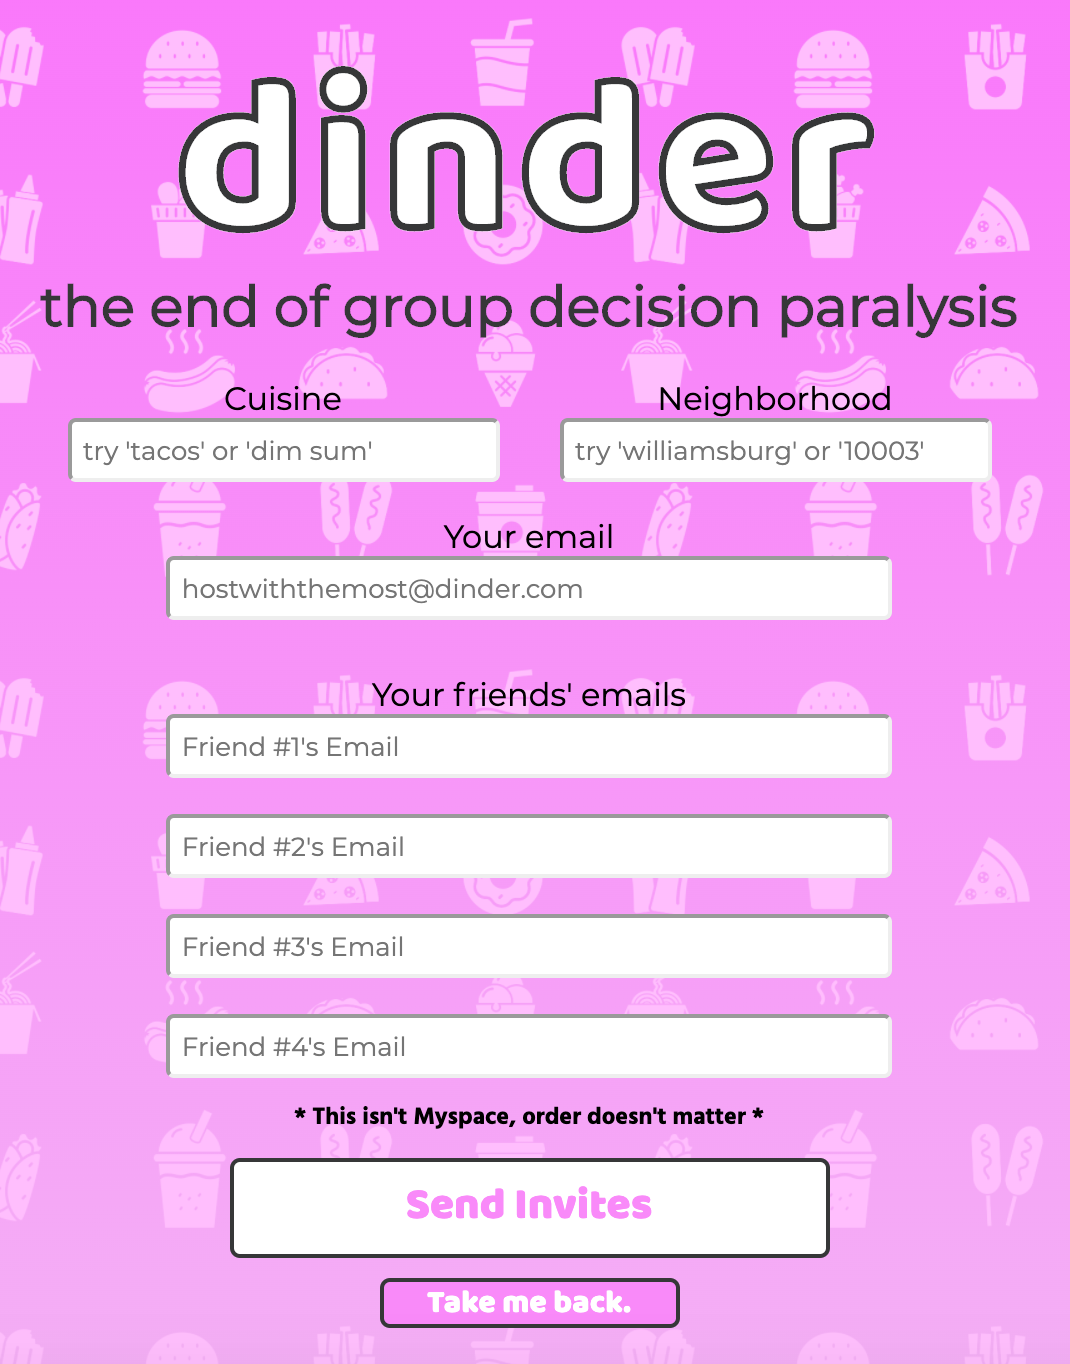 dinder
the end of group decision paralysis
Cuisine
Neighborhood
try 'tacos' or 'dim sum'
try 'williamsburg' or '10003'
Your email
hostwiththemost@dinder.com
Your friends' emails
Friend #1's Email
Friend #2's Email
Friend #3's Email
Friend #4's Email
* This isn't Myspace, order doesn't matter *
Send Invites
Take me back.